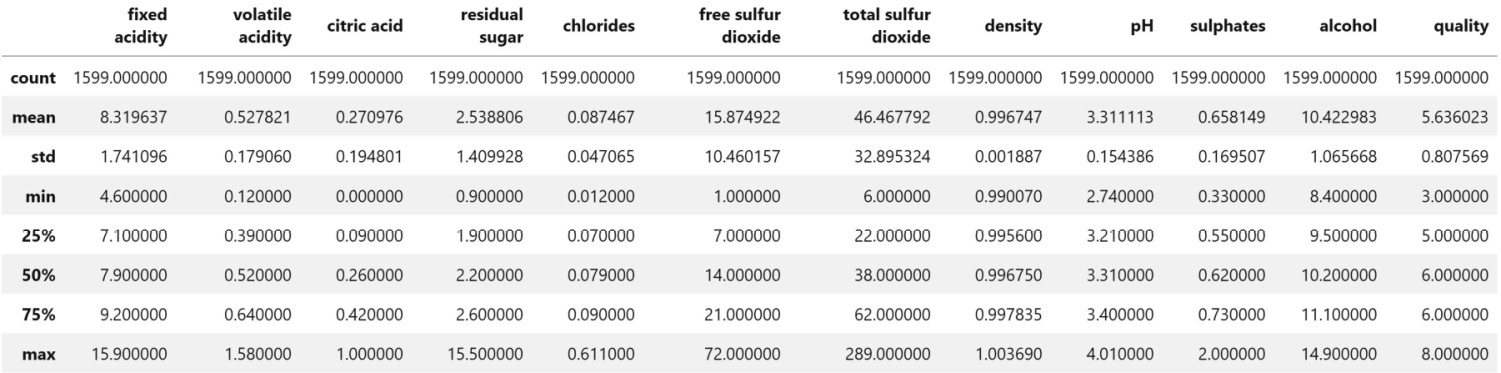 fixed acidity volatile acidity citric acid residual sugar chlorides free sulfur dioxide total sulfur dioxide density pH sulphates alcohol quality
count 1599.000000 1599.000000 1599.000000 1599.000000 1599.000000 1599.000000 1599.000000 1599.000000 1599.000000 1599.000000 1599.000000 1599.000000
mean 8.319637 0.527821 0.270976 2.538806 0.087467 15.874922 46.467792 0.996747 3.311113 0.658149 10.422983 5.636023
std 1.741096 0.179060 0.194801 1.409928 0.047065 10.460157 32.895324 0.001887 0.154386 0.169507 1.065668 0.807569
min 4.600000 0.120000 0.000000 0.900000 0.012000 1.000000 6.000000 0.990070 2.740000 0.330000 8.400000 3.000000
25% 7.100000 0.390000 0.090000 1.900000 0.070000 7.000000 22.000000 0.995600 3.210000 0.550000 9.500000 5.000000
50% 7.900000 0.520000 0.260000 2.200000 0.079000 14.000000 38.000000 0.996750 3.310000 0.620000 10.200000 6.000000
75% 9.200000 0.640000 0.420000 2.600000 0.090000 21.000000 62.000000 0.997835 3.400000 0.730000 11.100000 6.000000
max 15.900000 1.580000 1.000000 15.500000 0.611000 72.000000 289.000000 1.003690 4.010000 2.000000 14.900000 8.000000